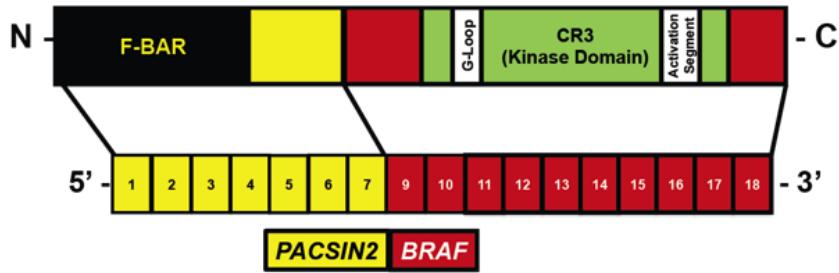 N - F-BAR G-Loop CR3 (Kinase Domain) Activation Segment - C
5' - 1 2 3 4 5 6 7 9 10 11 12 13 14 15 16 17 18 - 3'
PACSIN2 BRAF